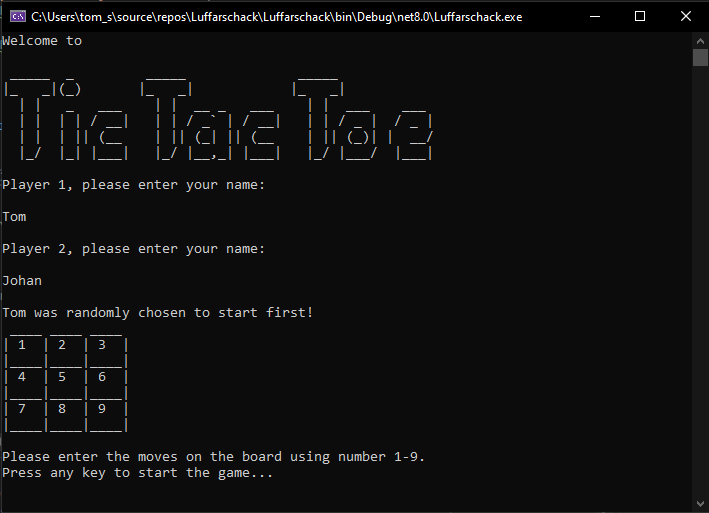 C:\Users\tom_s\source\repos\Luffarschack\Luffarschack\bin\Debug\net8.0\Luffarschack.exe
Welcome to
Tic Tac Toe
Player 1, please enter your name:
Tom
Player 2, please enter your name:
Johan
Tom was randomly chosen to start first!
1 2 3
4 5 6
7 8 9
Please enter the moves on the board using number 1-9.
Press any key to start the game...